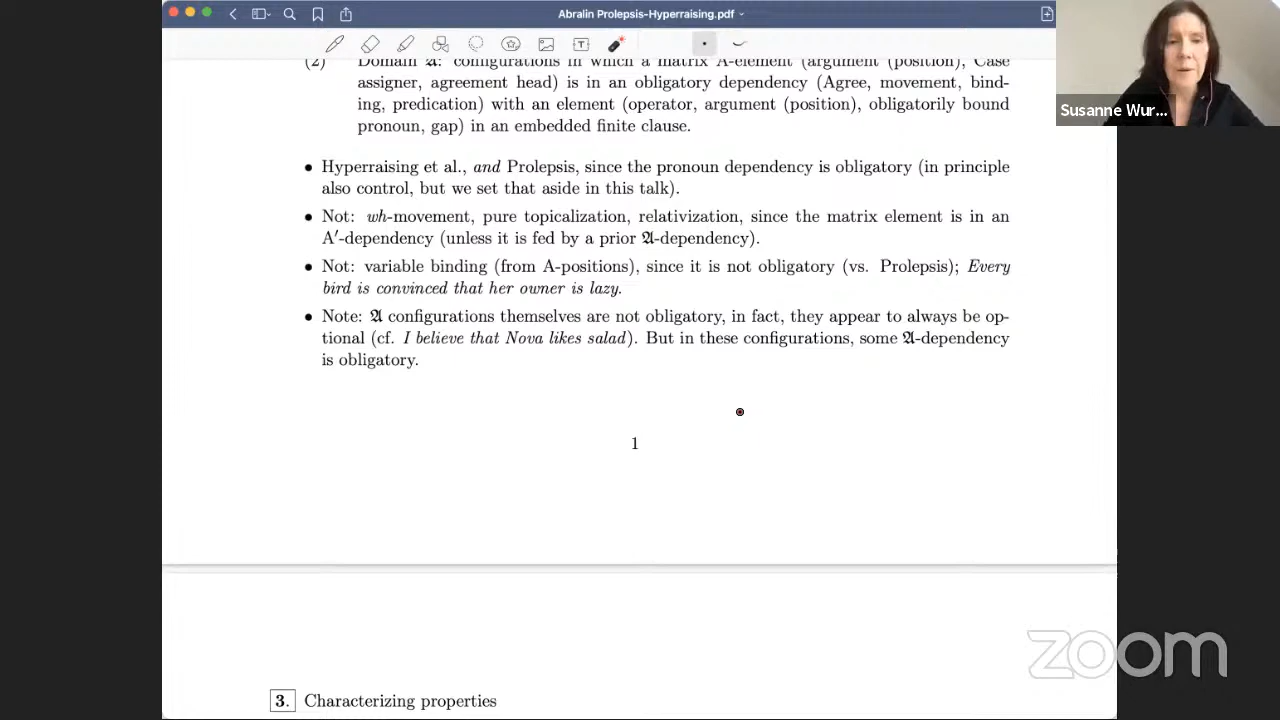 Abralin Prolepsis-Hyperraising.pdf
Susanne Wur...
(2) Domain 𝔄: configurations in which a matrix A-element (argument (position), Case
assigner, agreement head) is in an obligatory dependency (Agree, movement, bind-
ing, predication) with an element (operator, argument (position), obligatorily bound
pronoun, gap) in an embedded finite clause.
• Hyperraising et al., and Prolepsis, since the pronoun dependency is obligatory (in principle
also control, but we set that aside in this talk).
• Not: wh-movement, pure topicalization, relativization, since the matrix element is in an
A′-dependency (unless it is fed by a prior 𝔄-dependency).
• Not: variable binding (from A-positions), since it is not obligatory (vs. Prolepsis); Every
bird is convinced that her owner is lazy.
• Note: 𝔄 configurations themselves are not obligatory, in fact, they appear to always be op-
tional (cf. I believe that Nova likes salad). But in these configurations, some 𝔄-dependency
is obligatory.
1
zoom
3. Characterizing properties